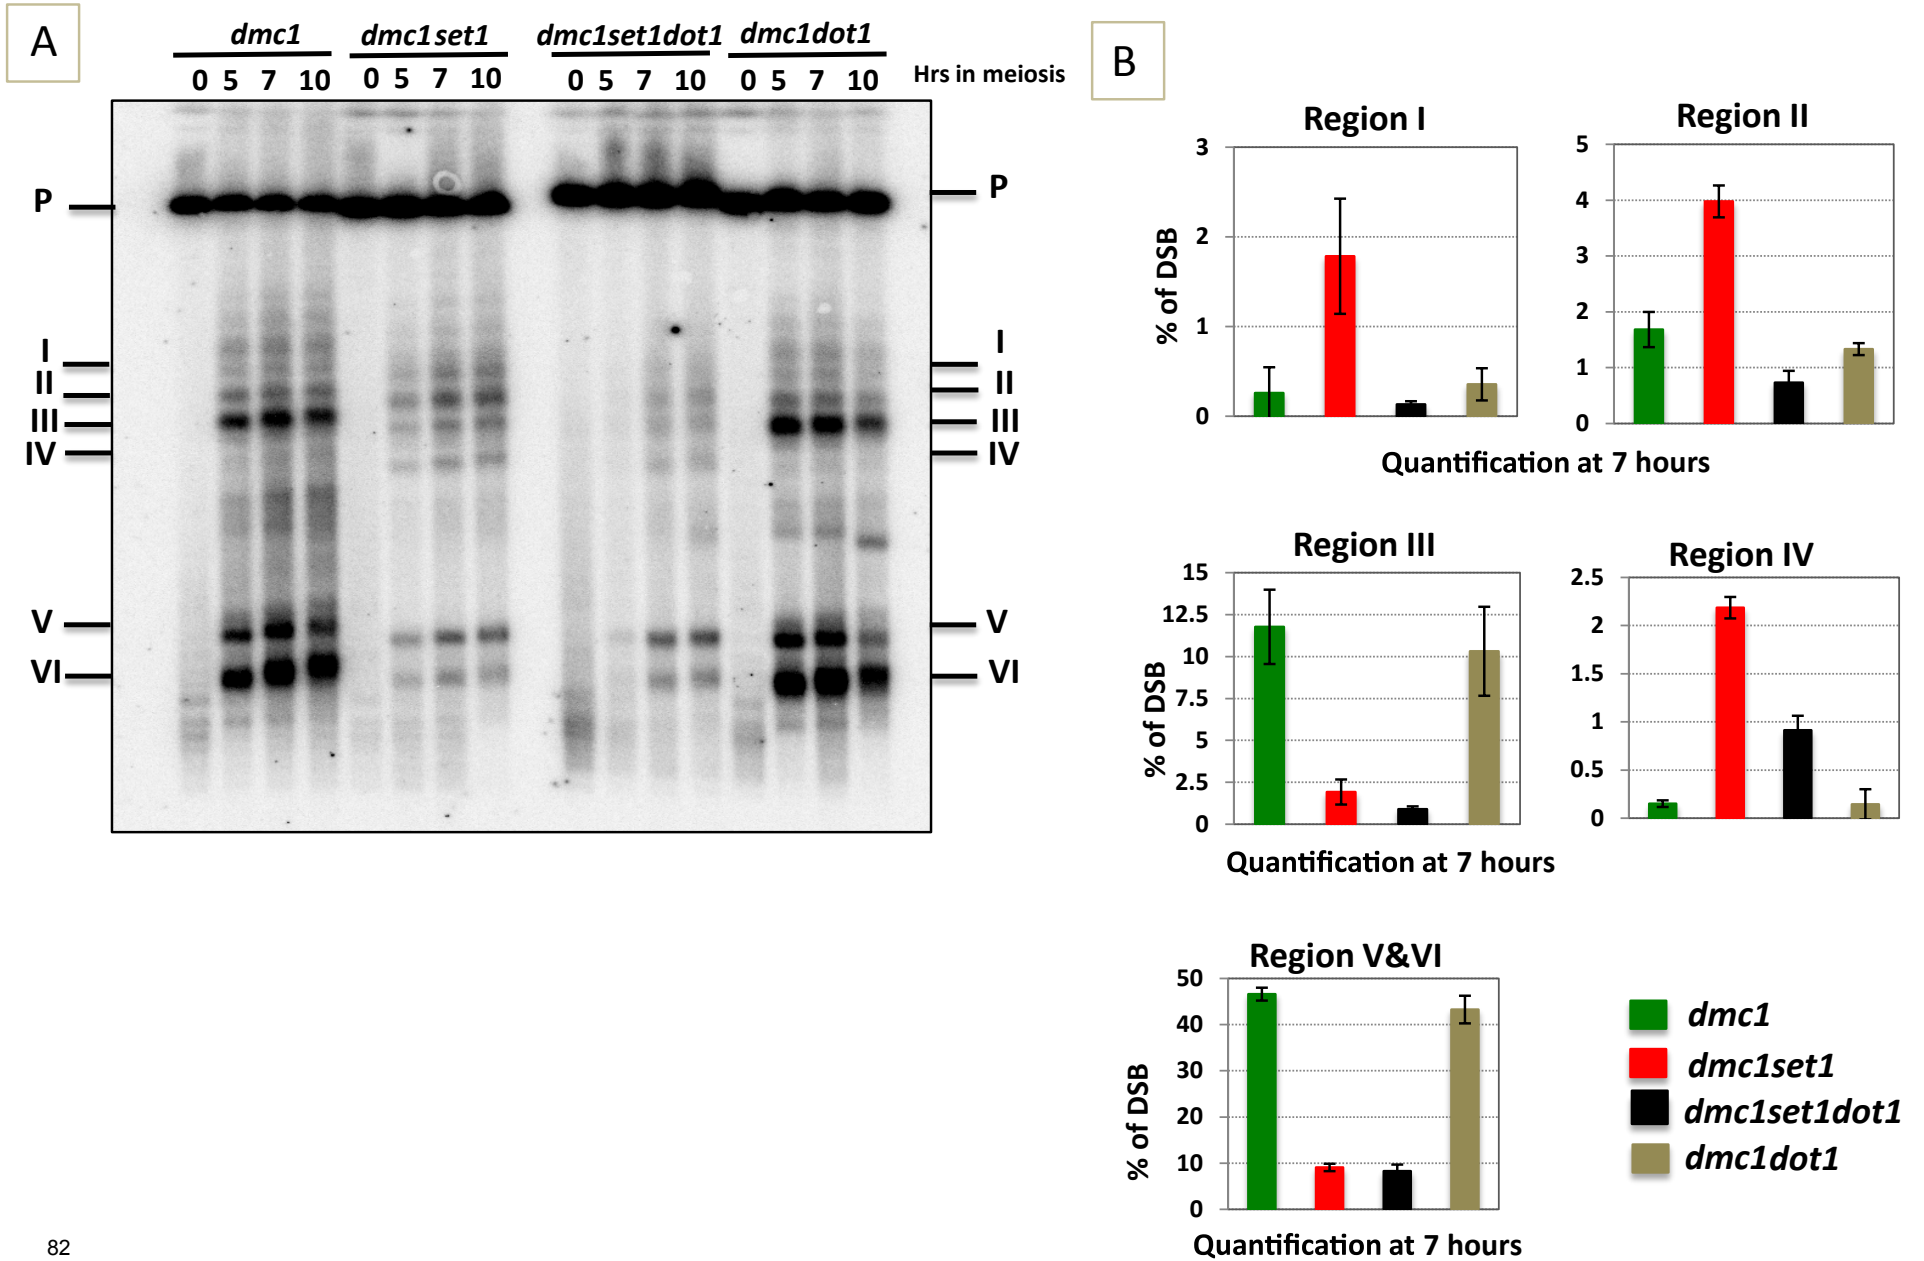 A
dmc1 dmc1set1 dmc1set1dot1 dmc1dot1
0 5 7 10 0 5 7 10 0 5 7 10 0 5 7 10 Hrs in meiosis
P P
I I
II II
III III
IV IV
V V
VI VI
B
Region I
3
2
1
0
% of DSB
Region II
5
4
3
2
1
0
Quantification at 7 hours
Region III
15
12.5
10
7.5
5
2.5
0
% of DSB
Region IV
2.5
2
1.5
1
0.5
0
Quantification at 7 hours
Region V&VI
50
40
30
20
10
0
% of DSB
Quantification at 7 hours
dmc1
dmc1set1
dmc1set1dot1
dmc1dot1
82